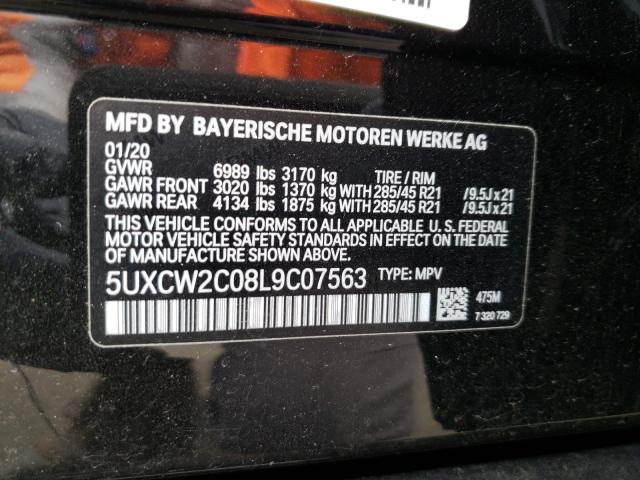 MFD BY BAYERISCHE MOTOREN WERKE AG
01/20
GVWR 6989 lbs 3170 kg TIRE / RIM
GAWR FRONT 3020 lbs 1370 kg WITH 285/45 R21 /9.5J x 21
GAWR REAR 4134 lbs 1875 kg WITH 285/45 R21 /9.5J x 21
THIS VEHICLE CONFORMS TO ALL APPLICABLE U. S. FEDERAL
MOTOR VEHICLE SAFETY STANDARDS IN EFFECT ON THE DATE
OF MANUFACTURE SHOWN ABOVE.
5UXCW2C08L9C07563 TYPE: MPV
475M
7 320 729